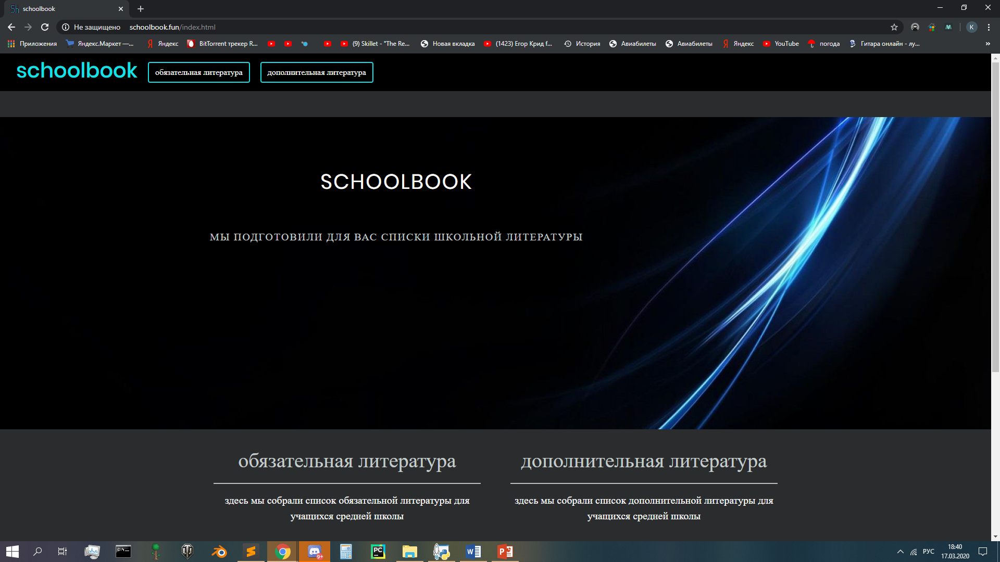 schoolbook
Не защищено schoolbook.fun/index.html
K
Приложения Яндекс.Маркет —... Яндекс BitTorrent трекер R... (9) Skillet - "The Re... Новая вкладка (1423) Егор Крид f... История Авиабилеты Авиабилеты Яндекс YouTube погода Гитара онлайн - лу... »
schoolbook обязательная литература дополнительная литература
SCHOOLBOOK
МЫ ПОДГОТОВИЛИ ДЛЯ ВАС СПИСКИ ШКОЛЬНОЙ ЛИТЕРАТУРЫ
обязательная литература
здесь мы собрали список обязательной литературы для
учащихся средней школы
дополнительная литература
здесь мы собрали список дополнительной литературы для
учащихся средней школы
9+
PC
РУС
18:40
17.03.2020